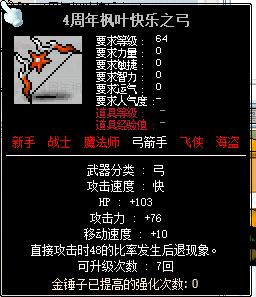 4周年枫叶快乐之弓
要求等级： 64
要求力量： 0
要求敏捷： 0
要求智力： 0
要求运气： 0
要求人气度： -
道具等级： -
道具经验值： -
新手 战士 魔法师 弓箭手 飞侠 海盗
武器分类 ： 弓
攻击速度 ： 快
HP ： +103
攻击力 ： +76
移动速度 ： +10
直接攻击时48的比率发生后退现象。
可升级次数 ： 7回
金锤子已提高的强化次数: 0